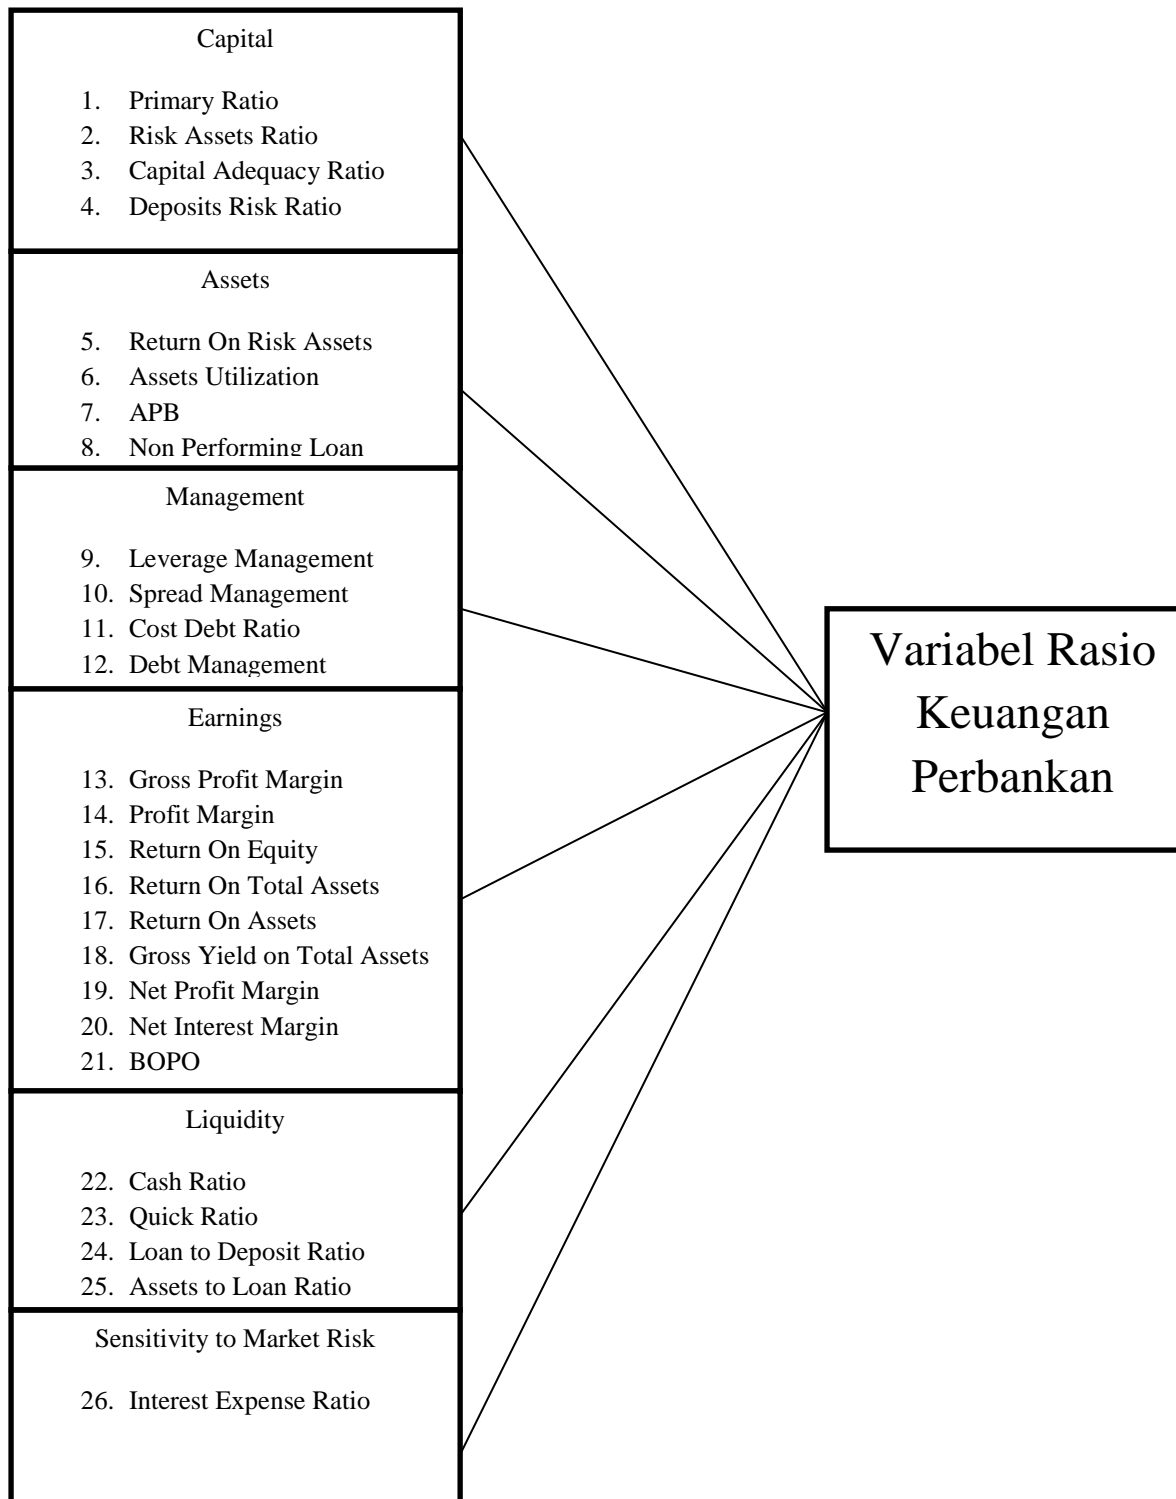 Capital
1. Primary Ratio
2. Risk Assets Ratio
3. Capital Adequacy Ratio
4. Deposits Risk Ratio
Assets
5. Return On Risk Assets
6. Assets Utilization
7. APB
8. Non Performing Loan
Management
9. Leverage Management
10. Spread Management
11. Cost Debt Ratio
12. Debt Management
Earnings
13. Gross Profit Margin
14. Profit Margin
15. Return On Equity
16. Return On Total Assets
17. Return On Assets
18. Gross Yield on Total Assets
19. Net Profit Margin
20. Net Interest Margin
21. BOPO
Liquidity
22. Cash Ratio
23. Quick Ratio
24. Loan to Deposit Ratio
25. Assets to Loan Ratio
Sensitivity to Market Risk
26. Interest Expense Ratio
Variabel Rasio
Keuangan
Perbankan